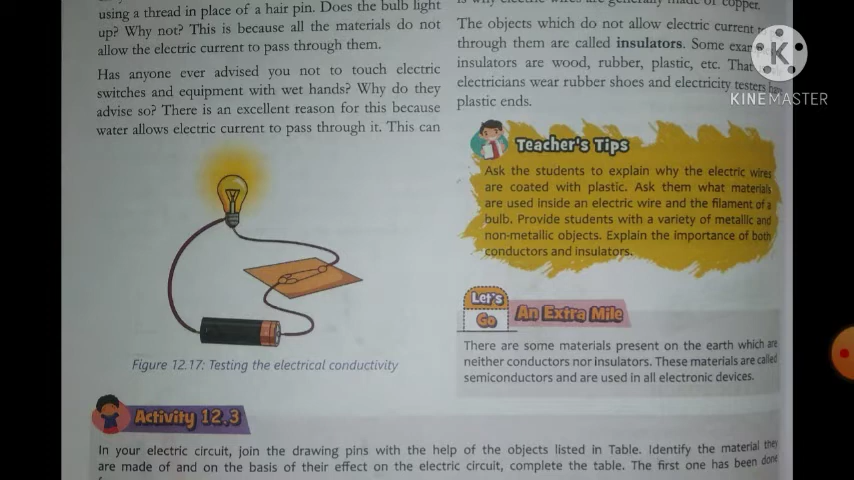 using a thread in place of a hair pin. Does the bulb light
up? Why not? This is because all the materials do not
allow the electric current to pass through them.
Has anyone ever advised you not to touch electric
switches and equipment with wet hands? Why do they
advise so? There is an excellent reason for this because
water allows electric current to pass through it. This can
Figure 12.17: Testing the electrical conductivity
is why electric wires are generally made of copper.
The objects which do not allow electric current
through them are called insulators. Some
insulators are wood, rubber, plastic, etc. That
electricians wear rubber shoes and electricity testers have
plastic ends.
K
KINEMASTER
Teacher's Tips
Ask the students to explain why the electric wires
are coated with plastic. Ask them what materials
are used inside an electric wire and the filament of a
bulb. Provide students with a variety of metallic and
non-metallic objects. Explain the importance of both
conductors and insulators.
Let's
Go
An Extra Mile
There are some materials present on the earth which are
neither conductors nor insulators. These materials are called
semiconductors and are used in all electronic devices.
Activity 12.3
In your electric circuit, join the drawing pins with the help of the objects listed in Table. Identify the material they
are made of and on the basis of their effect on the electric circuit, complete the table. The first one has been done